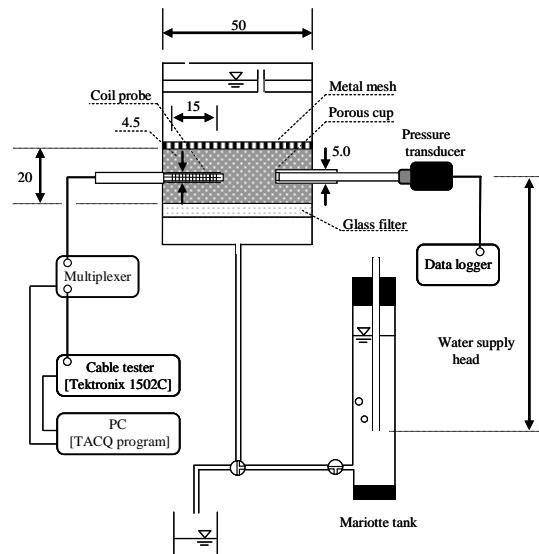 50
Coil probe
15
Metal mesh
4.5
Porous cup
Pressure
transducer
20
5.0
Glass filter
Multiplexer
Data logger
Water supply
head
Cable tester
[Tektronix 1502C]
PC
[TACQ program]
Mariotte tank